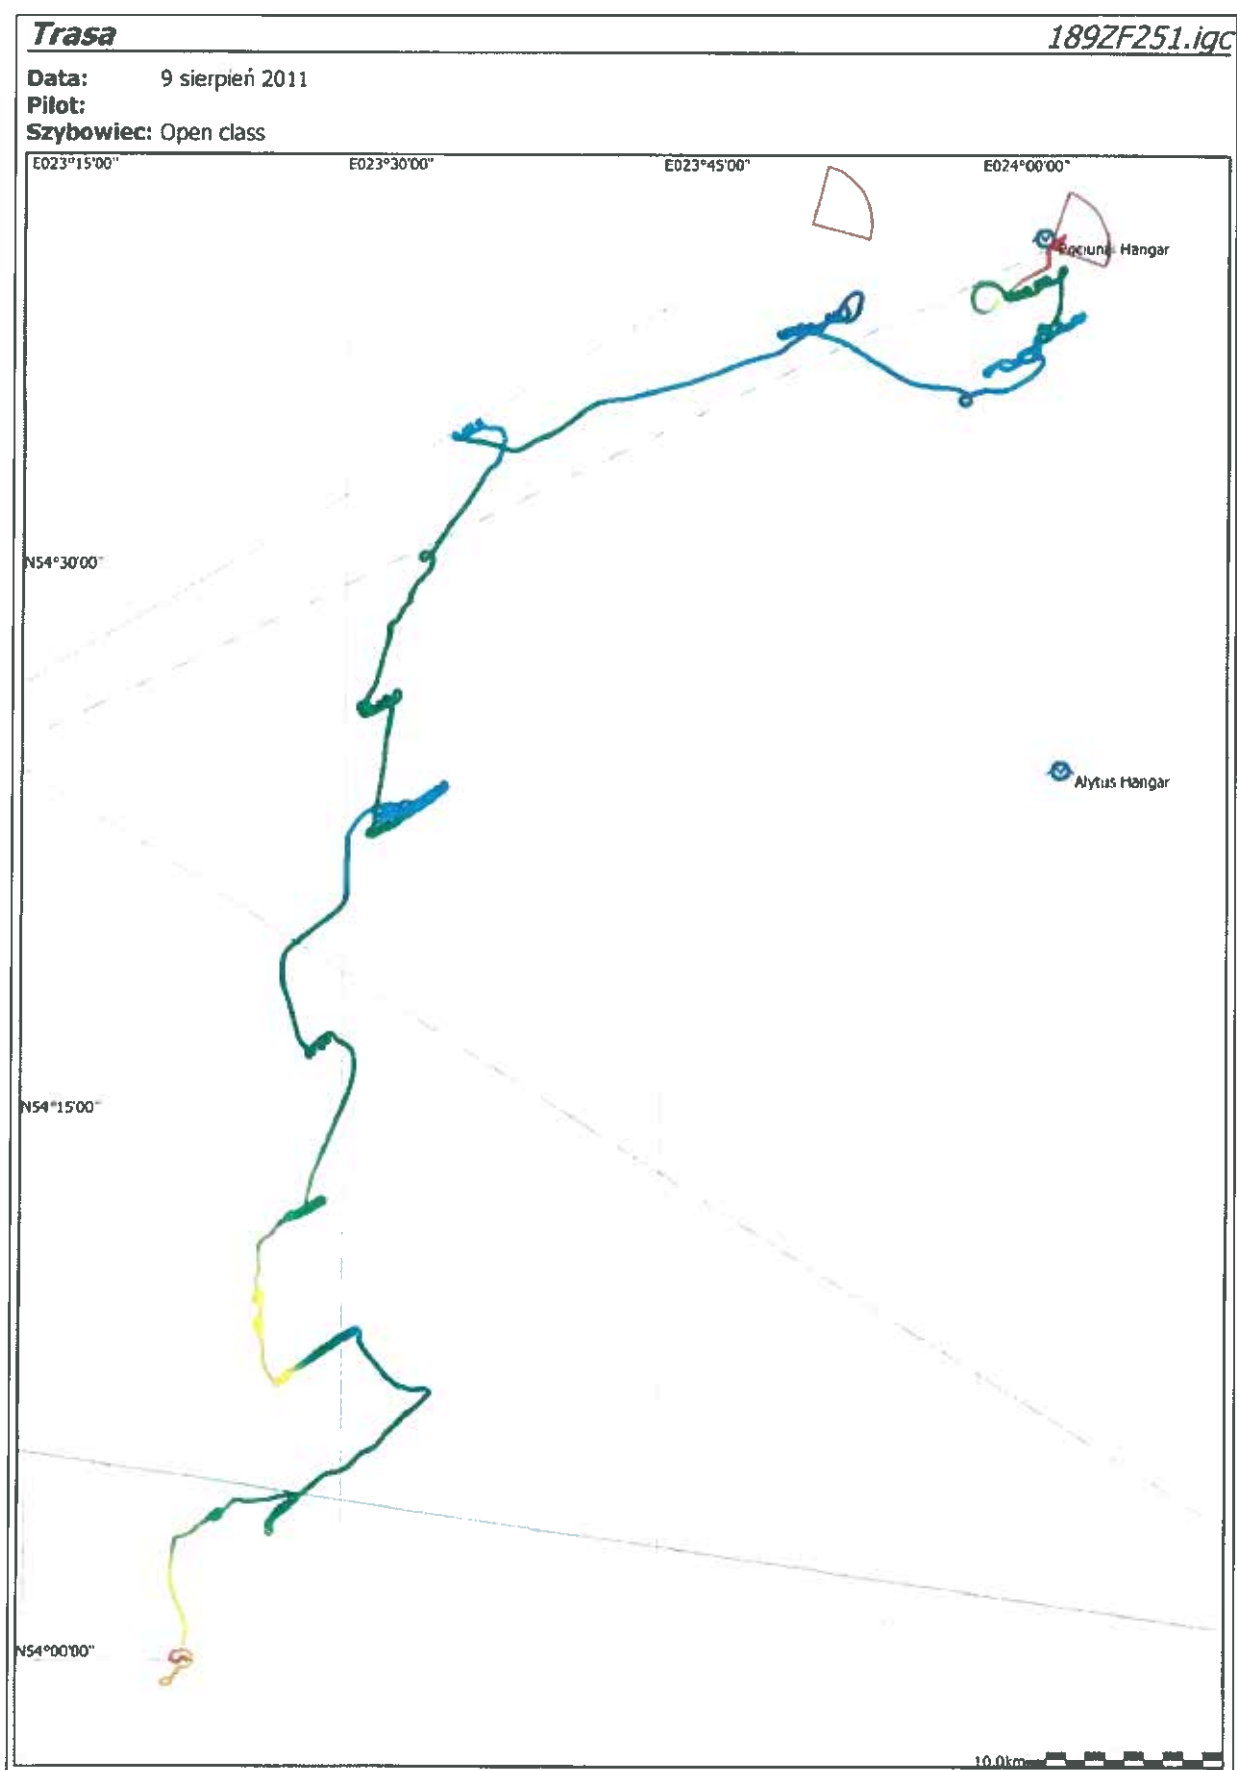 Trasa 189ZF251.igc
Data: 9 sierpień 2011
Pilot:
Szybowiec: Open class
E023°15'00" E023°30'00" E023°45'00" E024°00'00"
Hangar
N54°30'00"
Alytus Hangar
N54°15'00"
N54°00'00"
10.0km